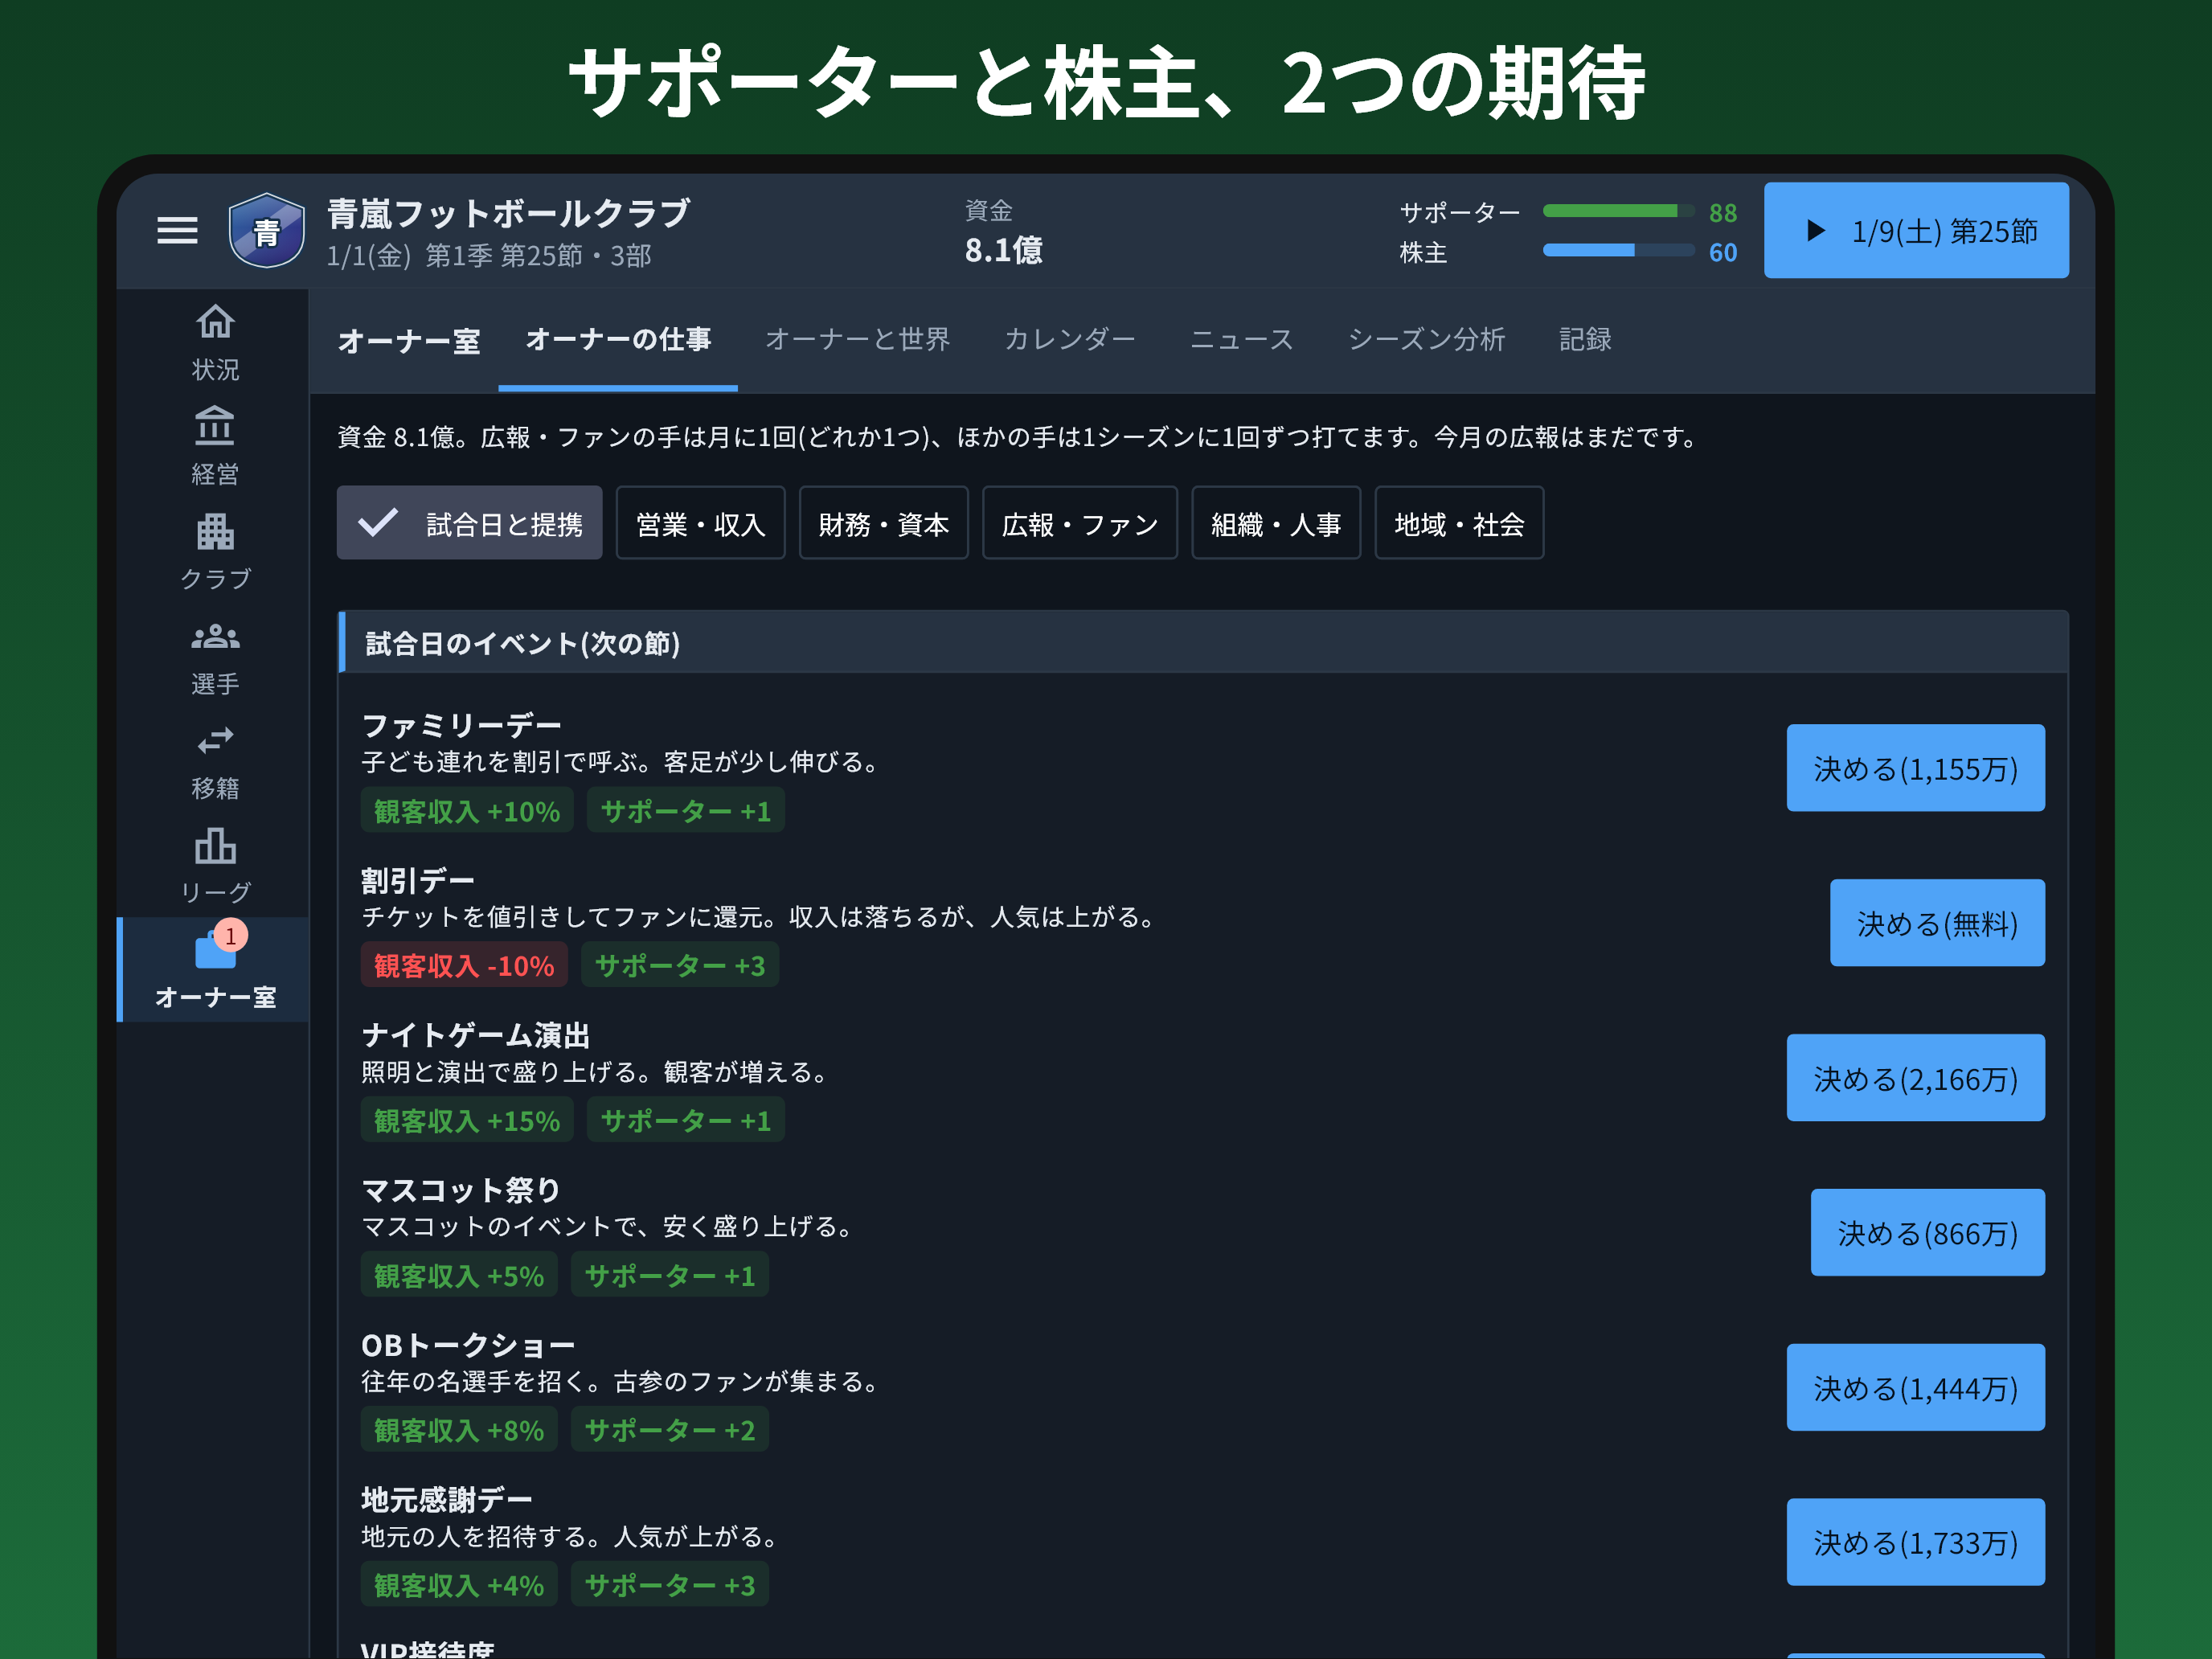 サポーターと株主、2つの期待
青
青嵐フットボールクラブ
1/1(金) 第1季 第25節・3部
資金
8.1億
サポーター 88
株主 60
1/9(土) 第25節
状況
経営
クラブ
選手
移籍
リーグ
1
オーナー室
オーナー室 オーナーの仕事 オーナーと世界 カレンダー ニュース シーズン分析 記録
資金 8.1億。広報・ファンの手は月に1回(どれか1つ)、ほかの手は1シーズンに1回ずつ打てます。今月の広報はまだです。
試合日と提携 営業・収入 財務・資本 広報・ファン 組織・人事 地域・社会
試合日のイベント(次の節)
ファミリーデー
子ども連れを割引で呼ぶ。客足が少し伸びる。
観客収入 +10% サポーター +1
決める(1,155万)
割引デー
チケットを値引きしてファンに還元。収入は落ちるが、人気は上がる。
観客収入 -10% サポーター +3
決める(無料)
ナイトゲーム演出
照明と演出で盛り上げる。観客が増える。
観客収入 +15% サポーター +1
決める(2,166万)
マスコット祭り
マスコットのイベントで、安く盛り上げる。
観客収入 +5% サポーター +1
決める(866万)
OBトークショー
往年の名選手を招く。古参のファンが集まる。
観客収入 +8% サポーター +2
決める(1,444万)
地元感謝デー
地元の人を招待する。人気が上がる。
観客収入 +4% サポーター +3
決める(1,733万)
VIP接待席